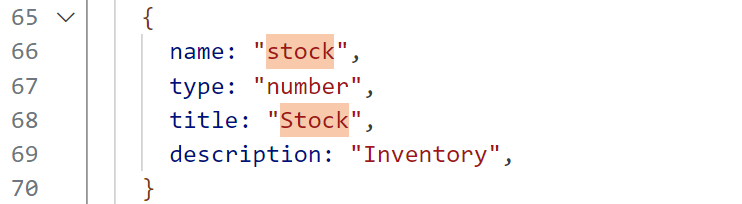 65 {
66 name: "stock",
67 type: "number",
68 title: "Stock",
69 description: "Inventory",
70 }